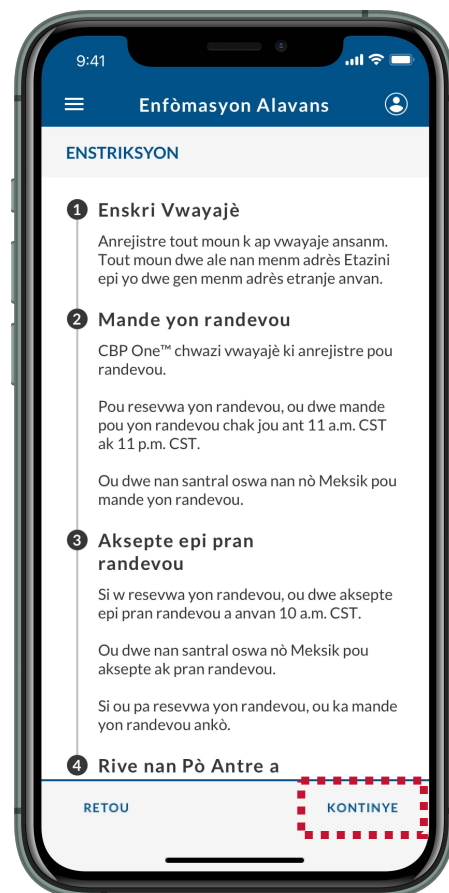 9:41
Enfòmasyon Alavans
ENSTRIKSYON
1 Enskri Vwayajè
Anrejistre tout moun k ap vwayaje ansanm.
Tout moun dwe ale nan menm adrès Etazini
epi yo dwe gen menm adrès etranje anvan.
2 Mande yon randevou
CBP One™ chwazi vwayajè ki anrejistre pou
randevou.
Pou resevwa yon randevou, ou dwe mande
pou yon randevou chak jou ant 11 a.m. CST
ak 11 p.m. CST.
Ou dwe nan santral oswa nan nò Meksik pou
mande yon randevou.
3 Aksepte epi pran
randevou
Si w resevwa yon randevou, ou dwe aksepte
epi pran randevou a anvan 10 a.m. CST.
Ou dwe nan santral oswa nò Meksik pou
aksepte ak pran randevou.
Si ou pa resevwa yon randevou, ou ka mande
yon randevou ankò.
4 Rive nan Pò Antre a
RETOU KONTINYE